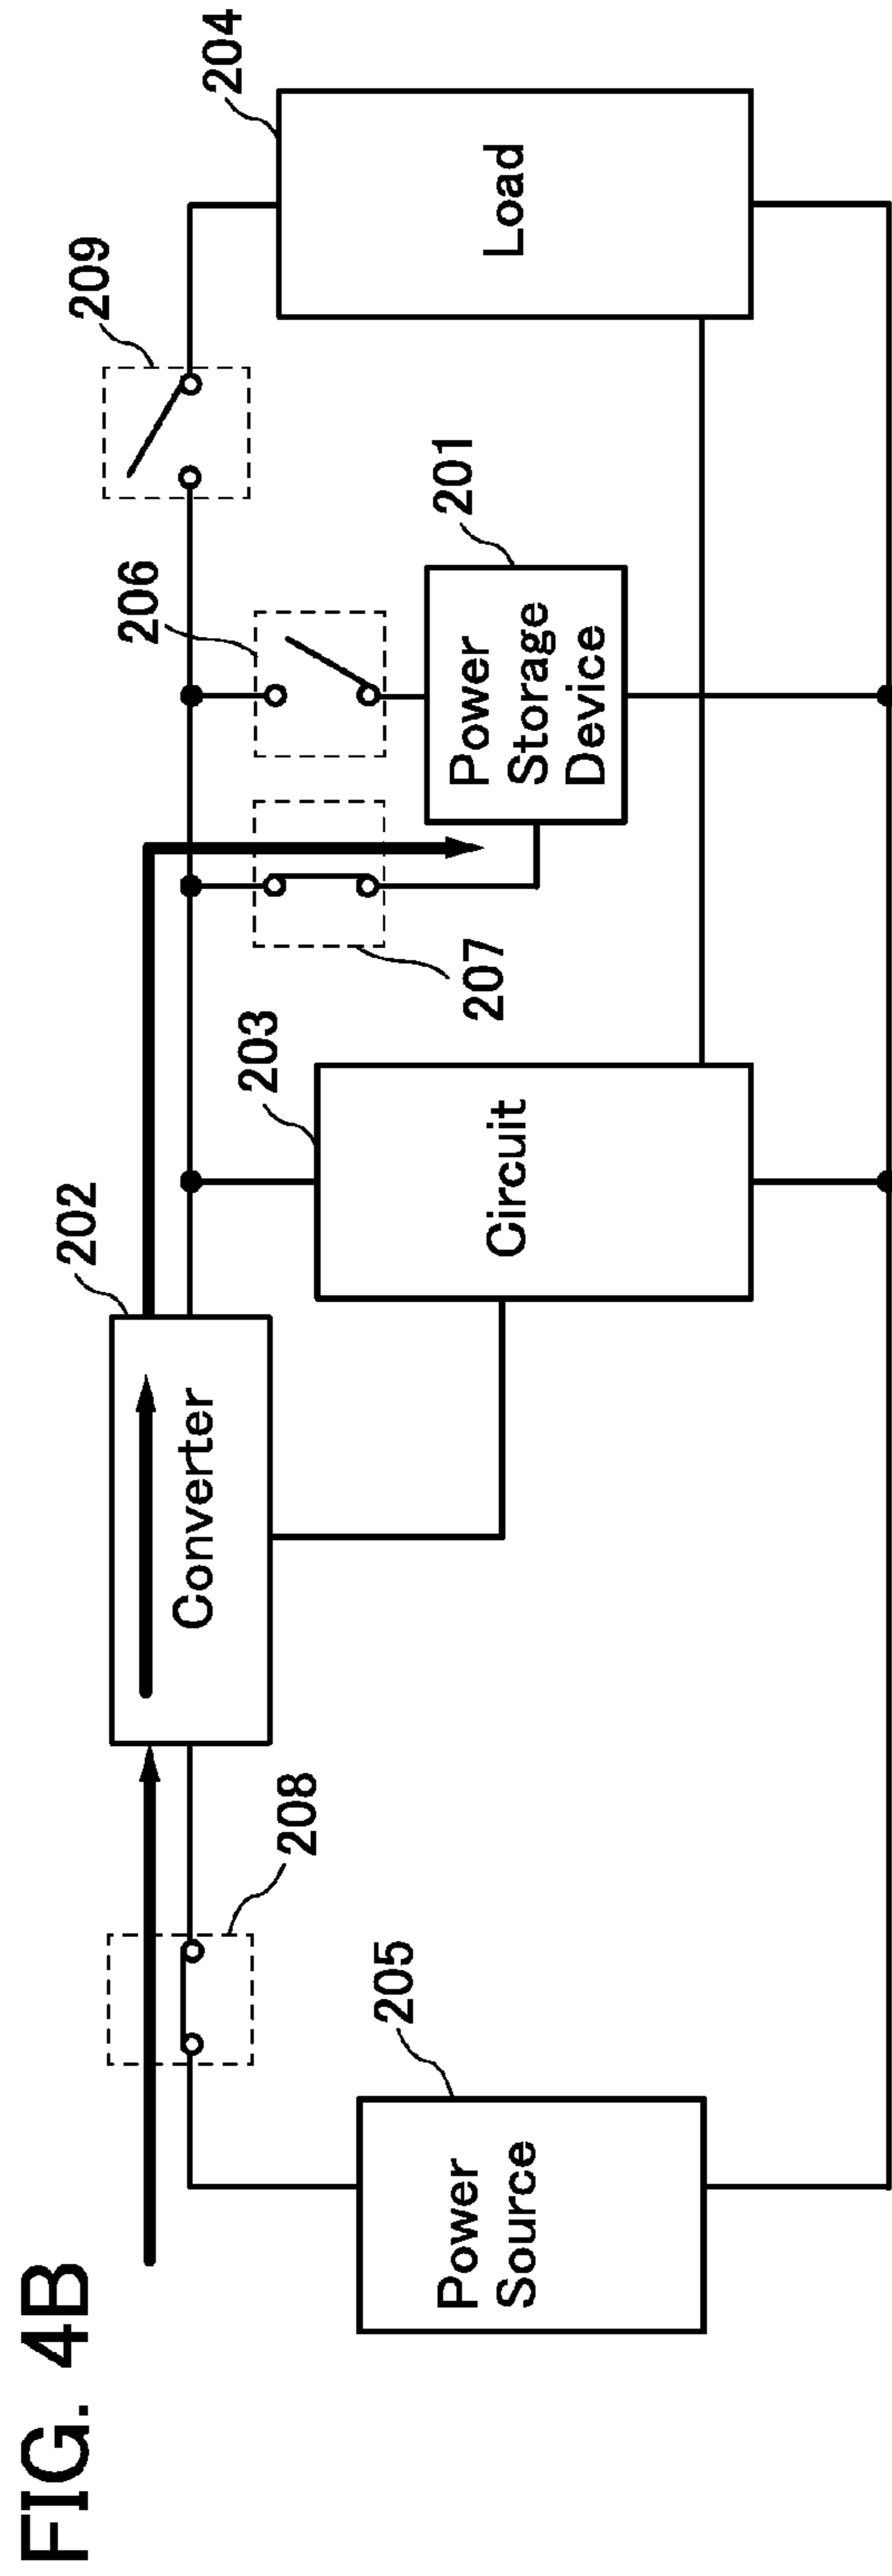 FIG. 4B
208
202
207
206
209
204
Converter
203
201
205
Circuit
Power
Storage
Device
Load
Power
Source